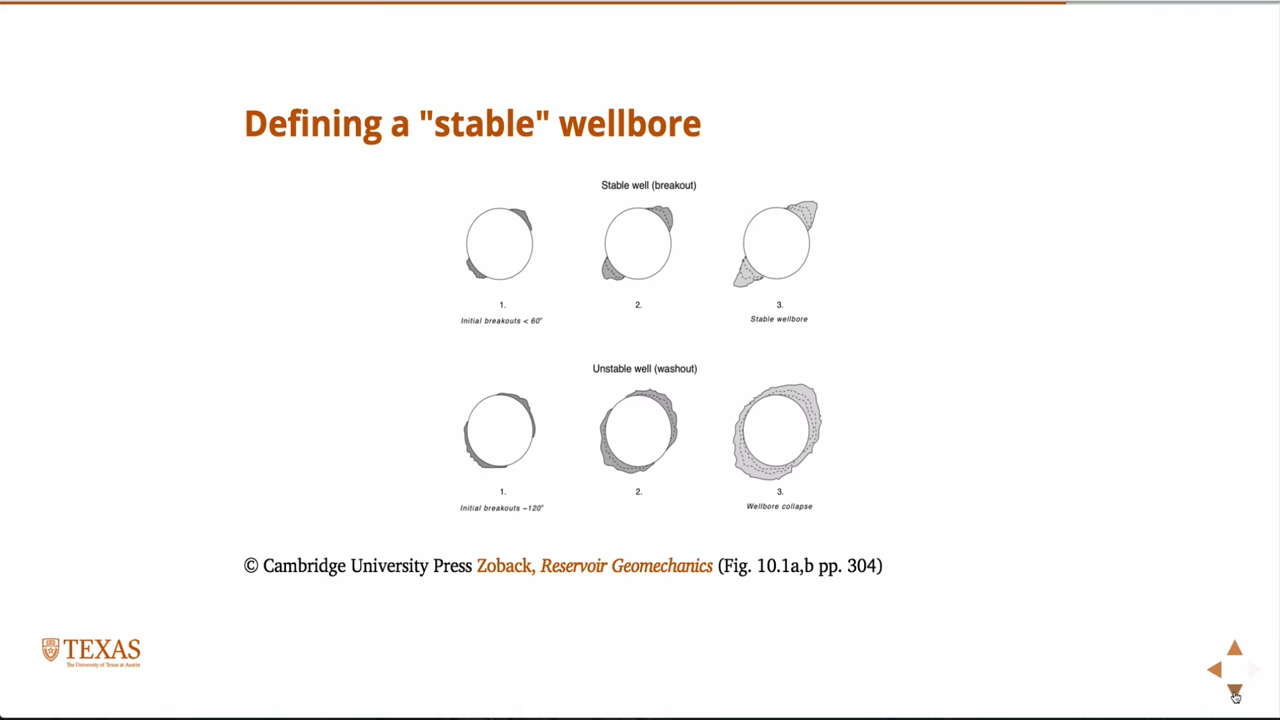 Defining a "stable" wellbore
Stable well (breakout)
1. 2. 3.
Initial breakouts < 60° Stable wellbore
Unstable well (washout)
1. 2. 3.
Initial breakouts ~120° Wellbore collapse
© Cambridge University Press Zoback, Reservoir Geomechanics (Fig. 10.1a,b pp. 304)
TEXAS
The University of Texas at Austin